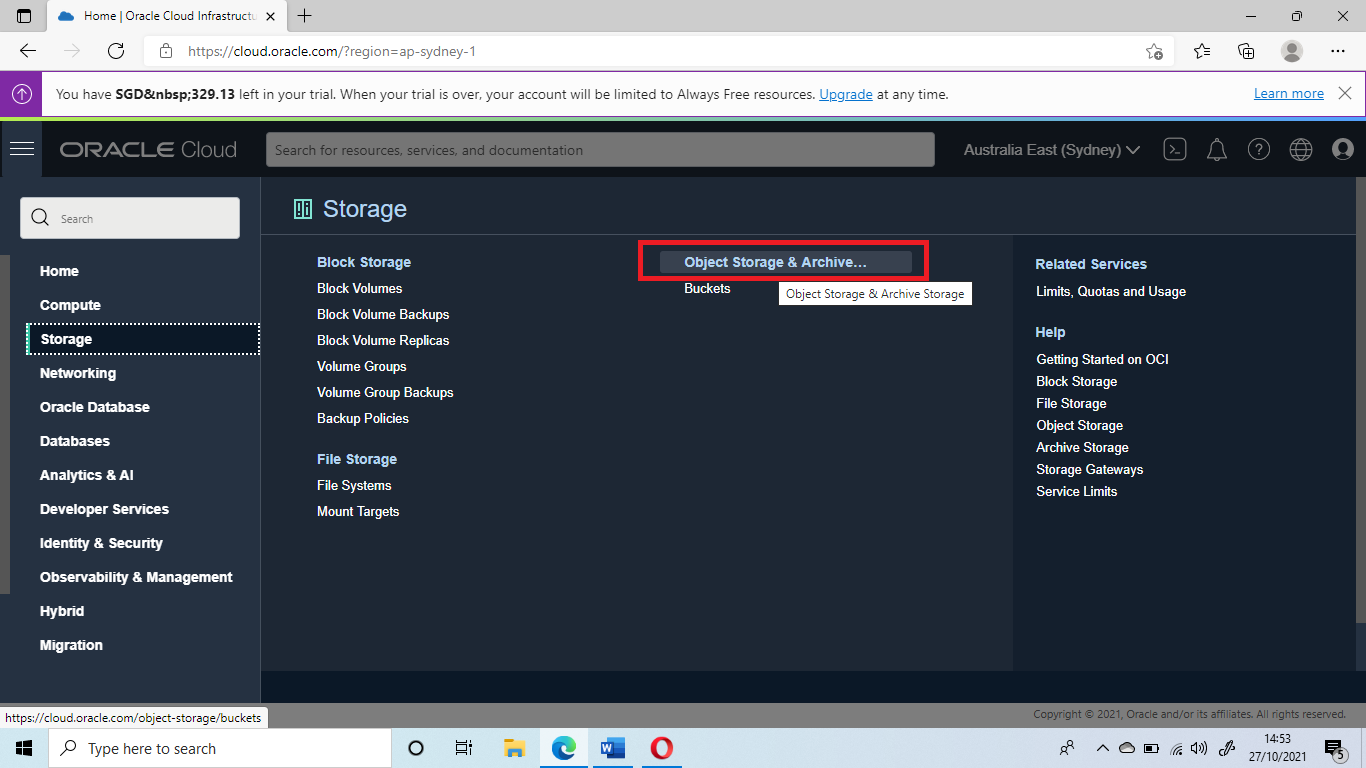 Home | Oracle Cloud Infrastructu
https://cloud.oracle.com/?region=ap-sydney-1
You have SGD&nbsp;329.13 left in your trial. When your trial is over, your account will be limited to Always Free resources. Upgrade at any time.
Learn more
ORACLE Cloud
Search for resources, services, and documentation
Australia East (Sydney)
Search
Home
Compute
Storage
Networking
Oracle Database
Databases
Analytics & AI
Developer Services
Identity & Security
Observability & Management
Hybrid
Migration
Storage
Block Storage
Block Volumes
Block Volume Backups
Block Volume Replicas
Volume Groups
Volume Group Backups
Backup Policies
File Storage
File Systems
Mount Targets
Object Storage & Archive...
Buckets
Object Storage & Archive Storage
Related Services
Limits, Quotas and Usage
Help
Getting Started on OCI
Block Storage
File Storage
Object Storage
Archive Storage
Storage Gateways
Service Limits
https://cloud.oracle.com/object-storage/buckets
Copyright © 2021, Oracle and/or its affiliates. All rights reserved.
Type here to search
14:53
27/10/2021
5